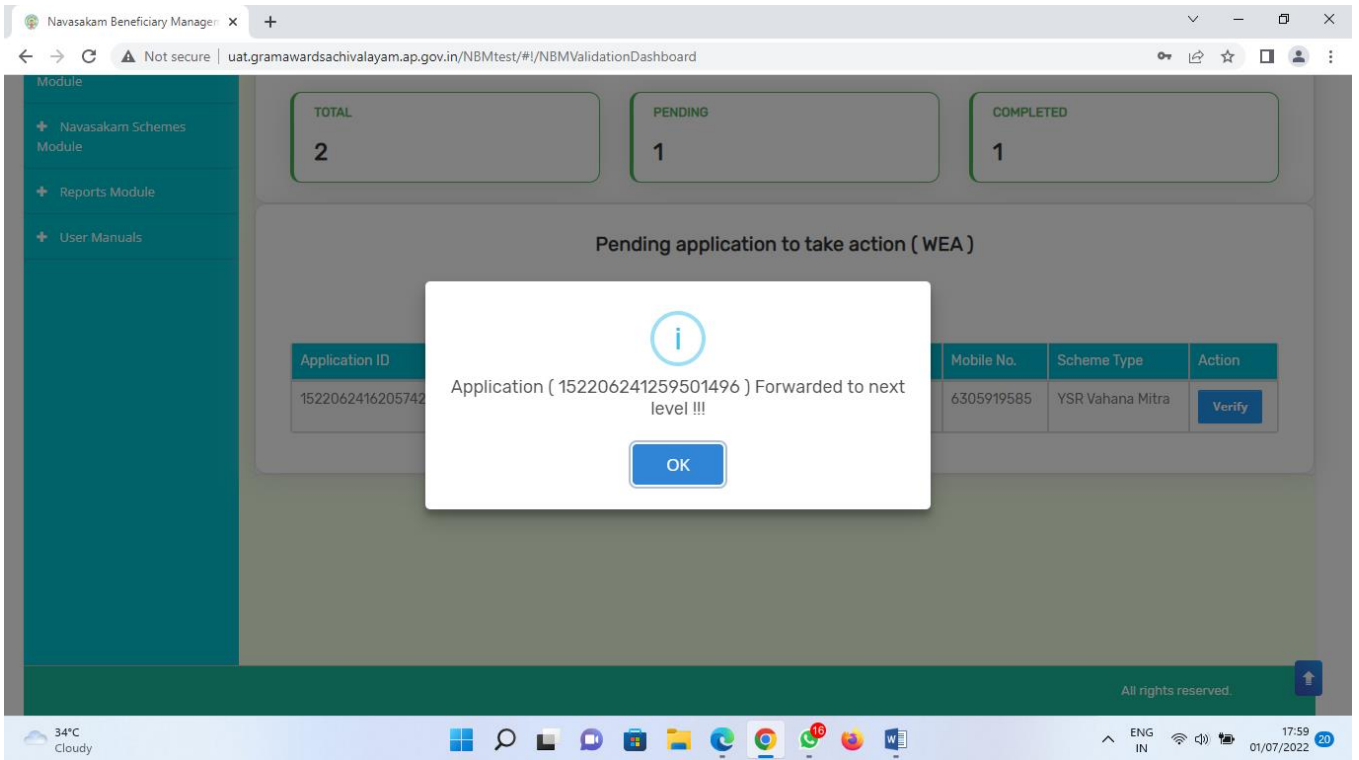 Navasakam Beneficiary Managen
Not secure | uat.gramawardsachivalayam.ap.gov.in/NBMtest/#!/NBMValidationDashboard
Module
Navasakam Schemes
Module
Reports Module
User Manuals
TOTAL
2
PENDING
1
COMPLETED
1
Pending application to take action ( WEA )
Application ID
Mobile No.
Scheme Type
Action
1522062416205742
6305919585
YSR Vahana Mitra
Verify
i
Application ( 152206241259501496 ) Forwarded to next
level !!!
OK
All rights reserved.
34°C
Cloudy
16
W
ENG
IN
17:59
01/07/2022
20